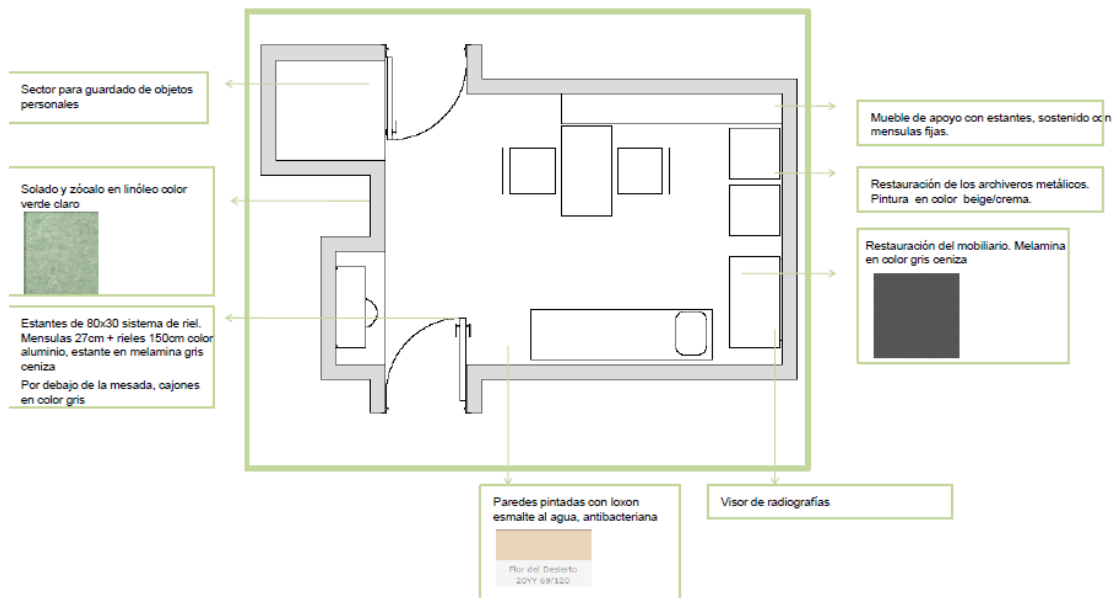 Sector para guardado de objetos
personales
Solado y zócalo en linóleo color
verde claro
Estantes de 80x30 sistema de riel.
Mensulas 27cm + rieles 150cm color
aluminio, estante en melamina gris
ceniza
Por debajo de la mesada, cajones
en color gris
Mueble de apoyo con estantes, sostenido con
mensulas fijas.
Restauración de los archiveros metálicos.
Pintura en color beige/crema.
Restauración del mobiliario. Melamina
en color gris ceniza
Paredes pintadas con loxon
esmalte al agua, antibacteriana
Flor del Desierto
20YY 69/120
Visor de radiografías